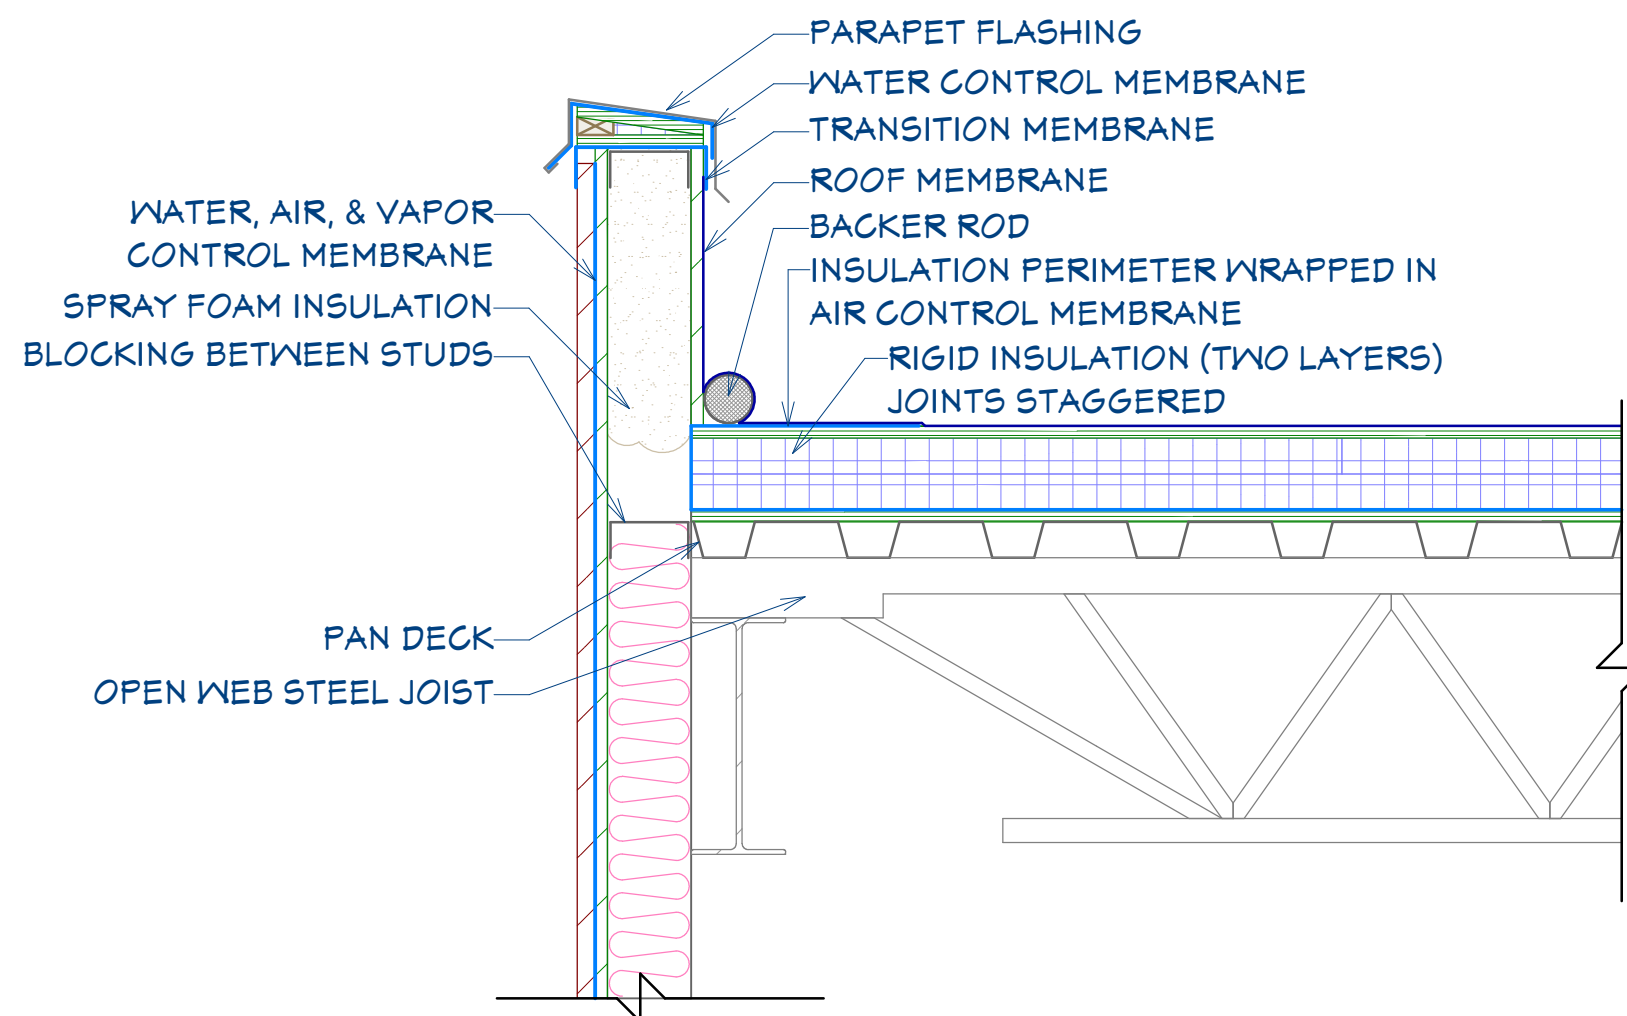 PARAPET FLASHING
WATER CONTROL MEMBRANE
TRANSITION MEMBRANE
ROOF MEMBRANE
BACKER ROD
INSULATION PERIMETER WRAPPED IN
AIR CONTROL MEMBRANE
RIGID INSULATION (TWO LAYERS)
JOINTS STAGGERED
WATER, AIR, & VAPOR
CONTROL MEMBRANE
SPRAY FOAM INSULATION
BLOCKING BETWEEN STUDS
PAN DECK
OPEN WEB STEEL JOIST